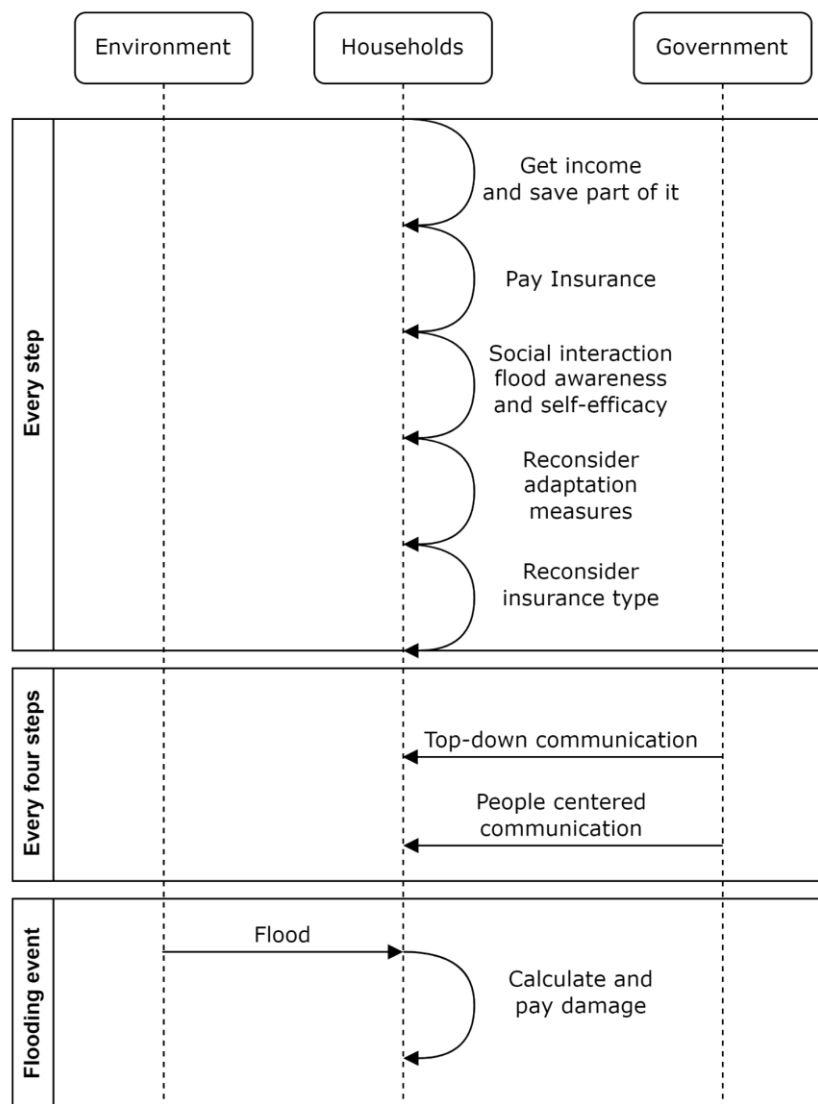 Environment
Households
Government
Every step
Get income
and save part of it
Pay Insurance
Social interaction
flood awareness
and self-efficacy
Reconsider
adaptation
measures
Reconsider
insurance type
Every four steps
Top-down communication
People centered
communication
Flooding event
Flood
Calculate and
pay damage